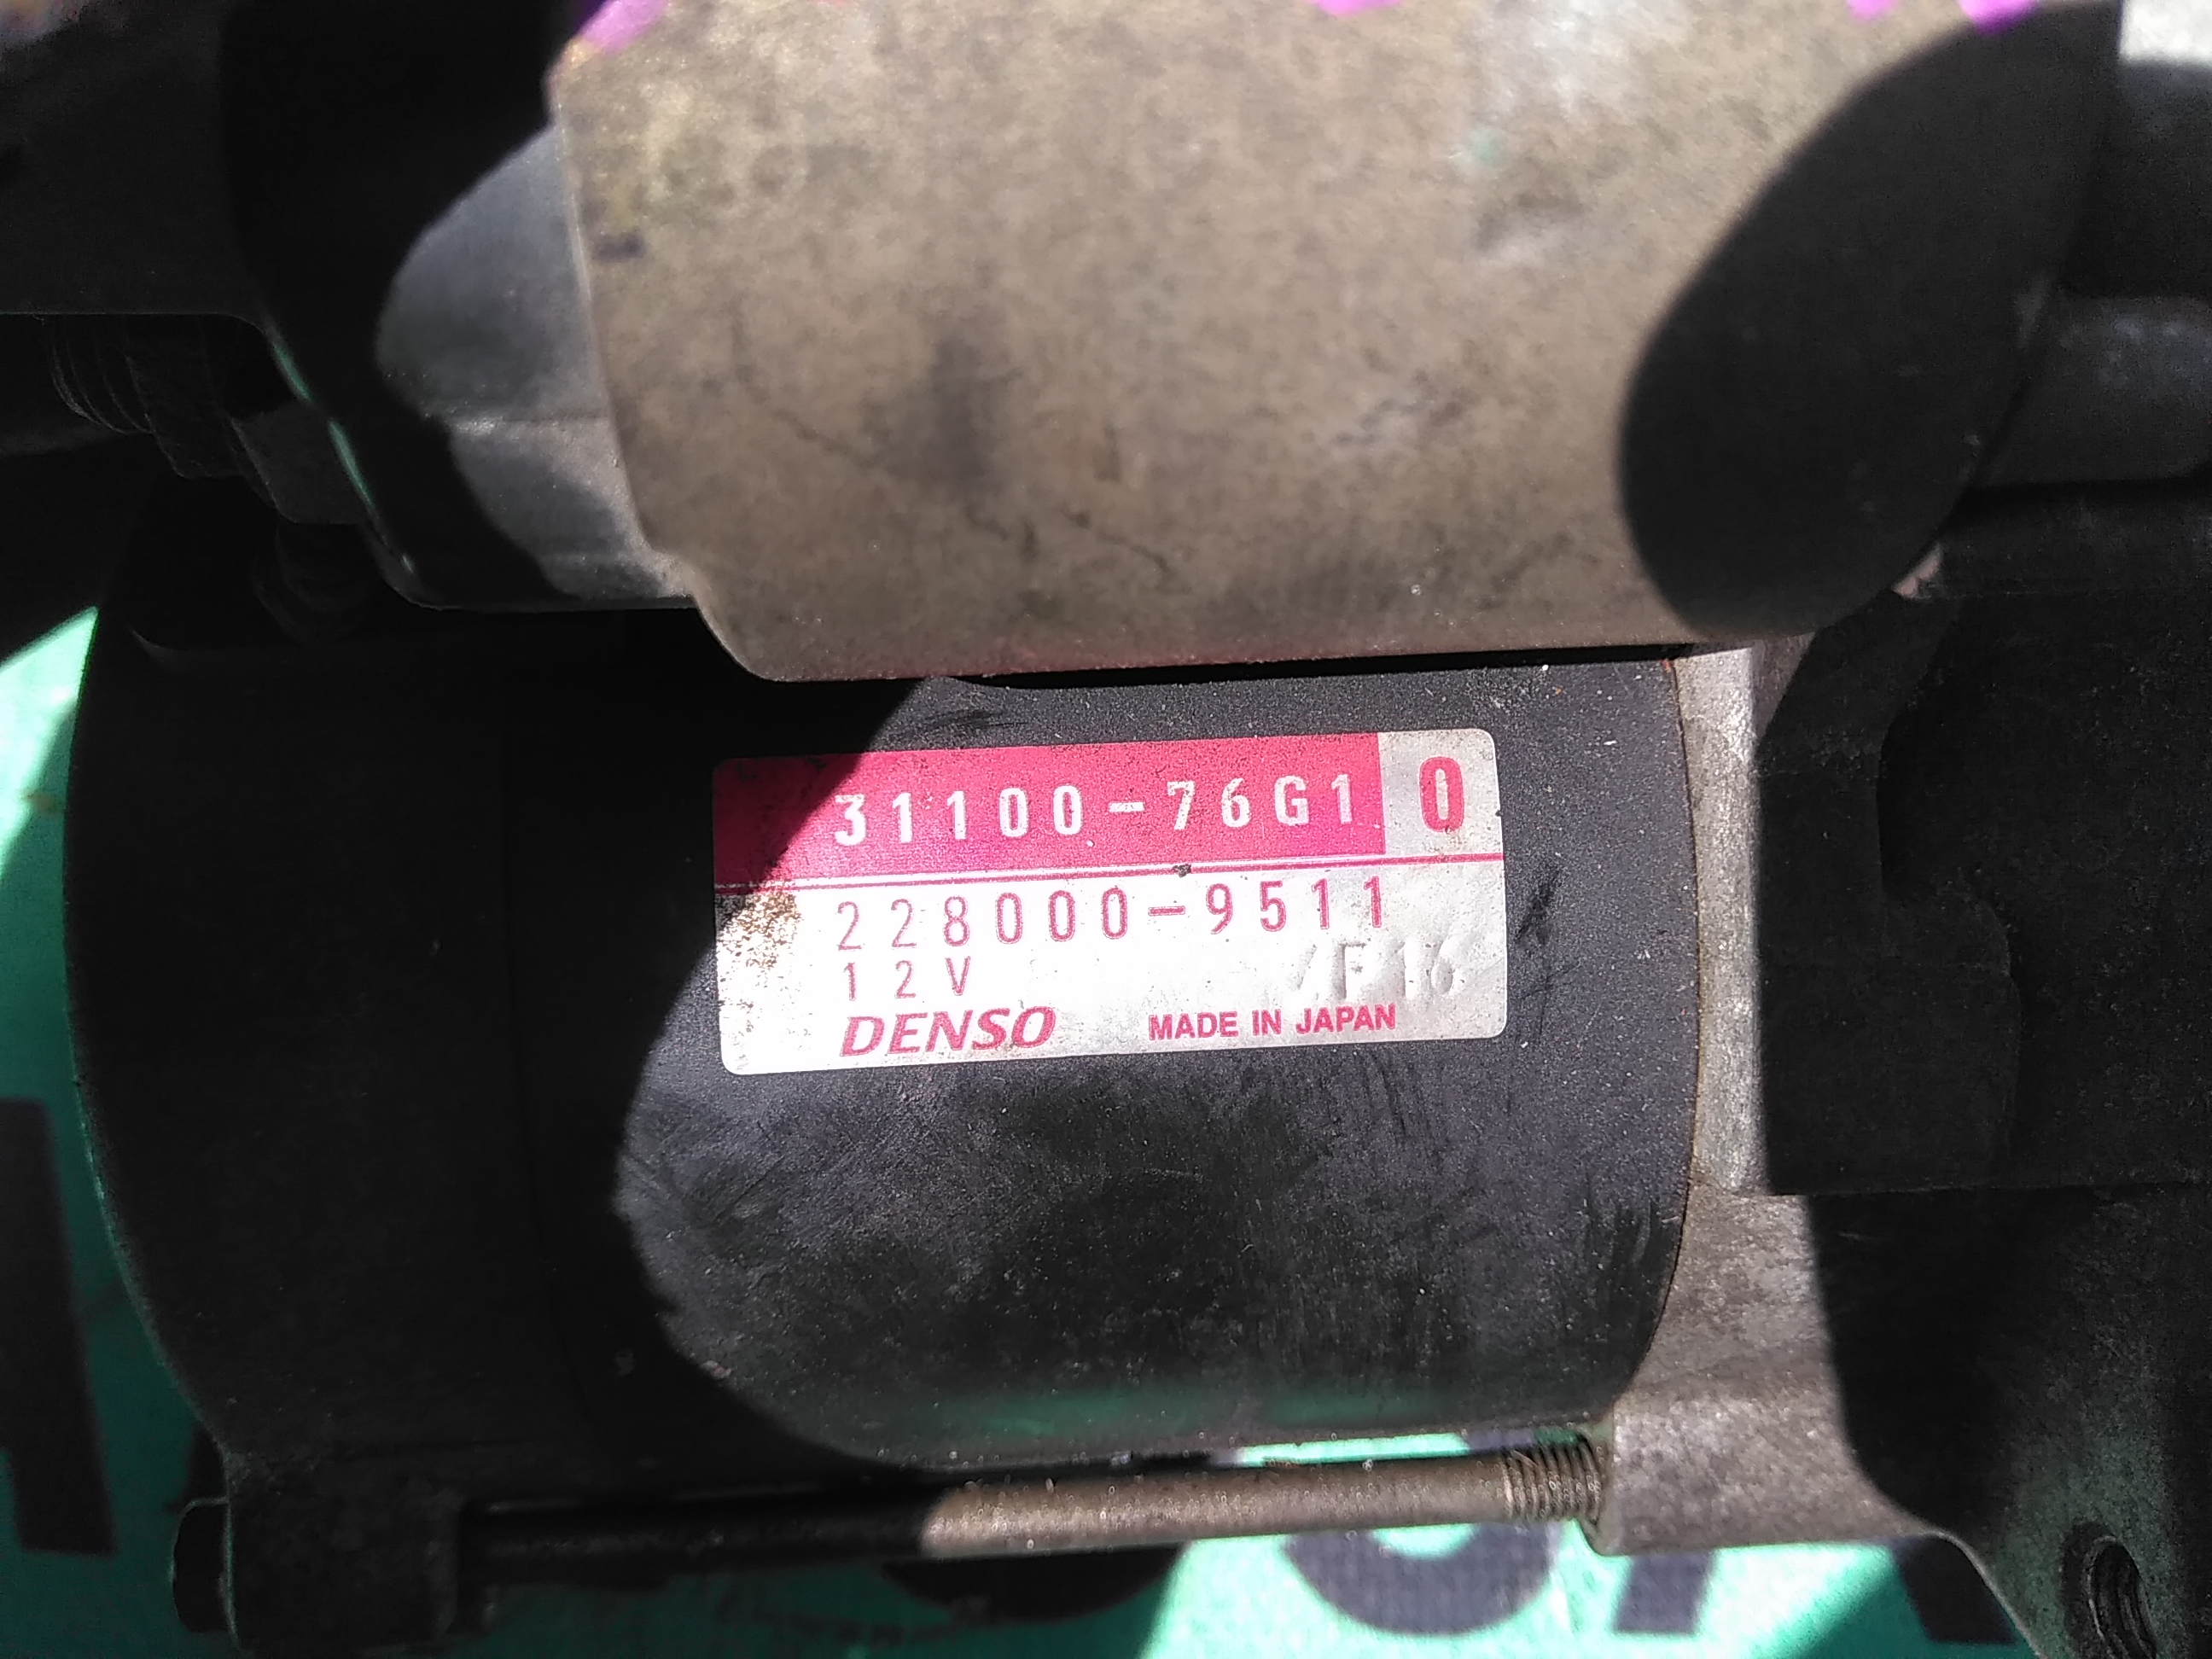 31100-76G1 0
228000-9511
12V
DENSO MADE IN JAPAN